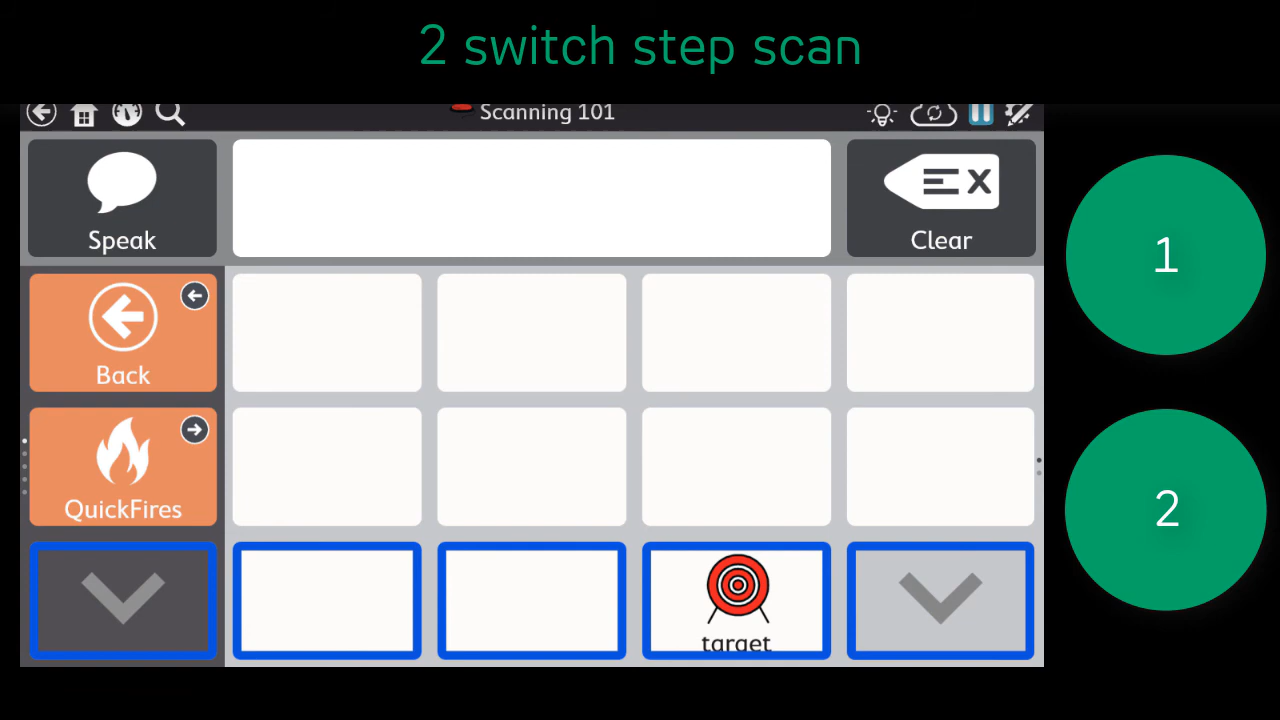 2 switch step scan
Scanning 101
Speak
Clear
Back
1
QuickFires
2
target